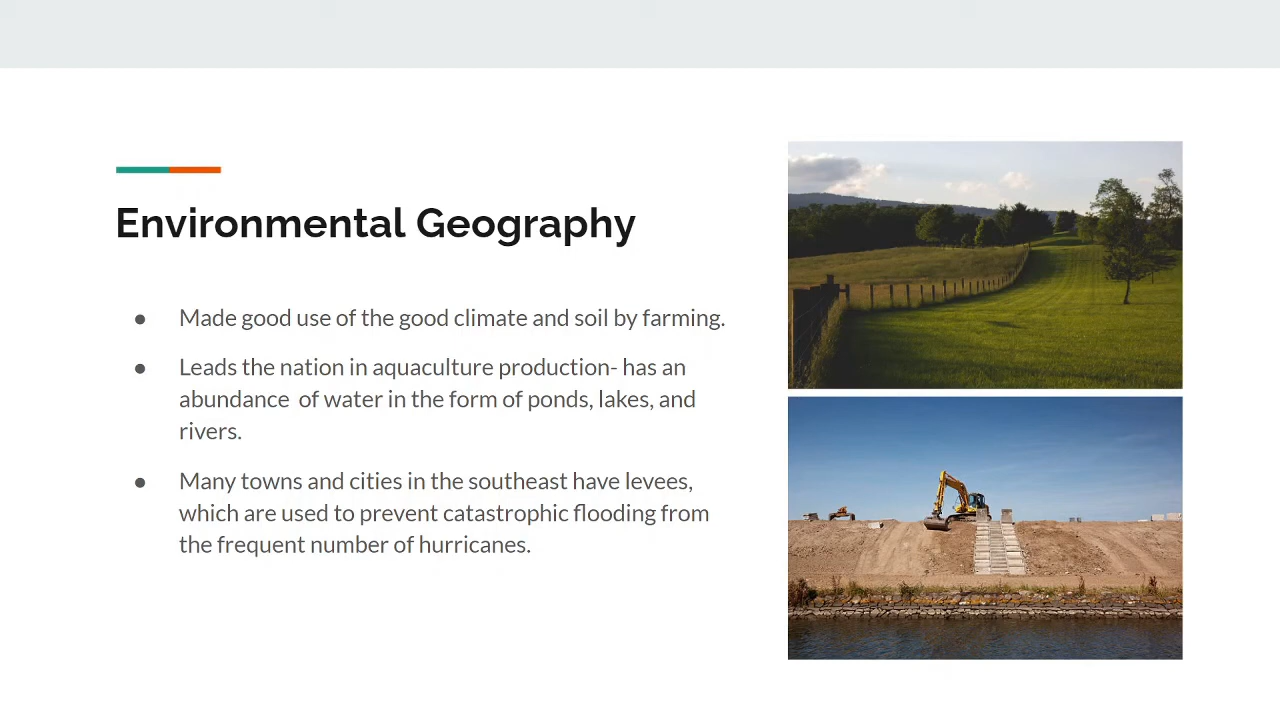 Environmental Geography
● Made good use of the good climate and soil by farming.
● Leads the nation in aquaculture production- has an
abundance  of water in the form of ponds, lakes, and
rivers.
● Many towns and cities in the southeast have levees,
which are used to prevent catastrophic flooding from
the frequent number of hurricanes.